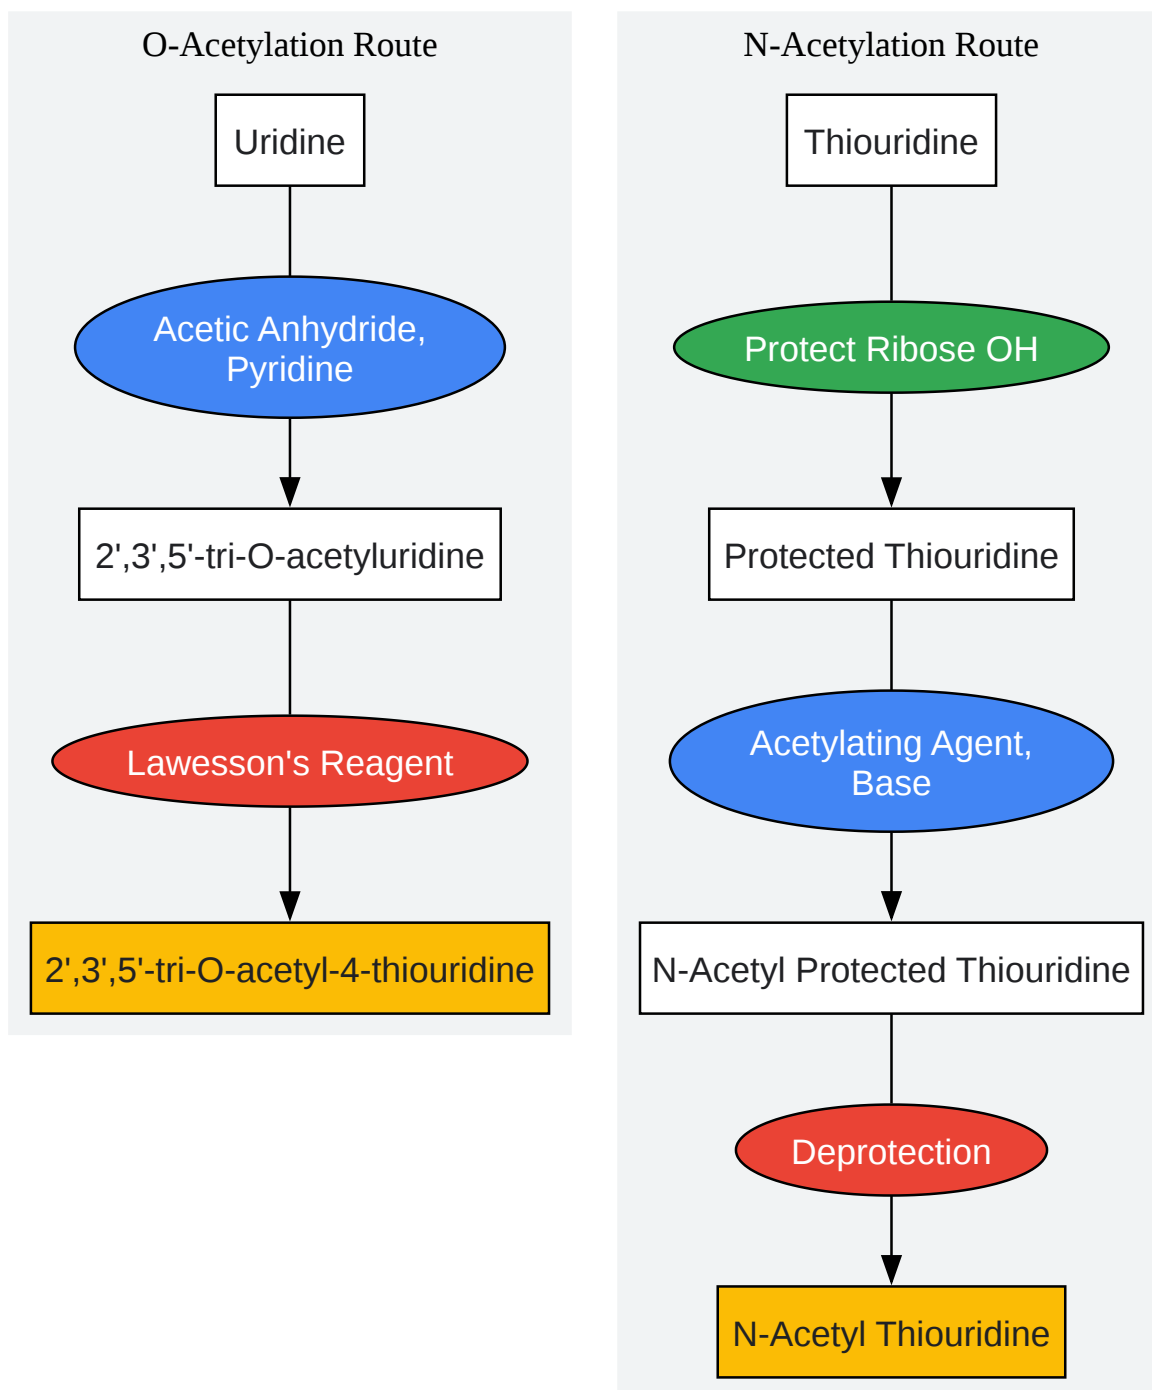 O-Acetylation Route
Uridine
Acetic Anhydride,
Pyridine
2',3',5'-tri-O-acetyluridine
Lawesson's Reagent
2',3',5'-tri-O-acetyl-4-thiouridine
N-Acetylation Route
Thiouridine
Protect Ribose OH
Protected Thiouridine
Acetylating Agent,
Base
N-Acetyl Protected Thiouridine
Deprotection
N-Acetyl Thiouridine